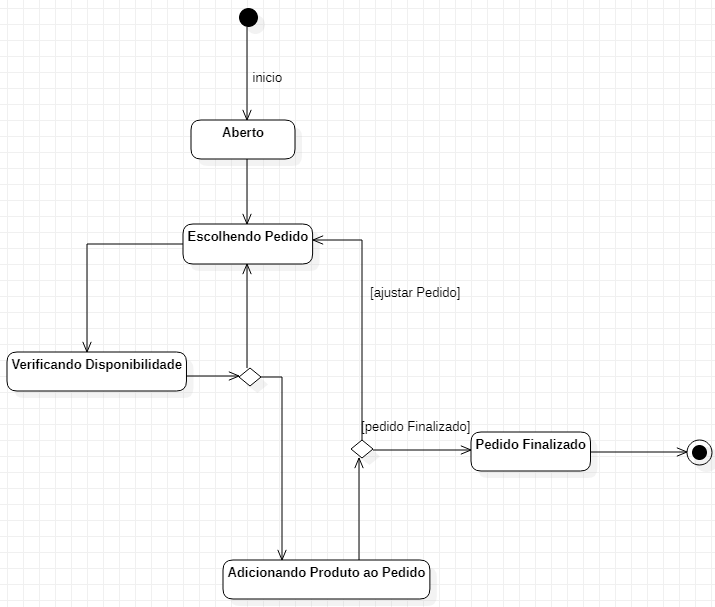 inicio
Aberto
Escolhendo Pedido
[ajustar Pedido]
Verificando Disponibilidade
[pedido Finalizado]
Pedido Finalizado
Adicionando Produto ao Pedido